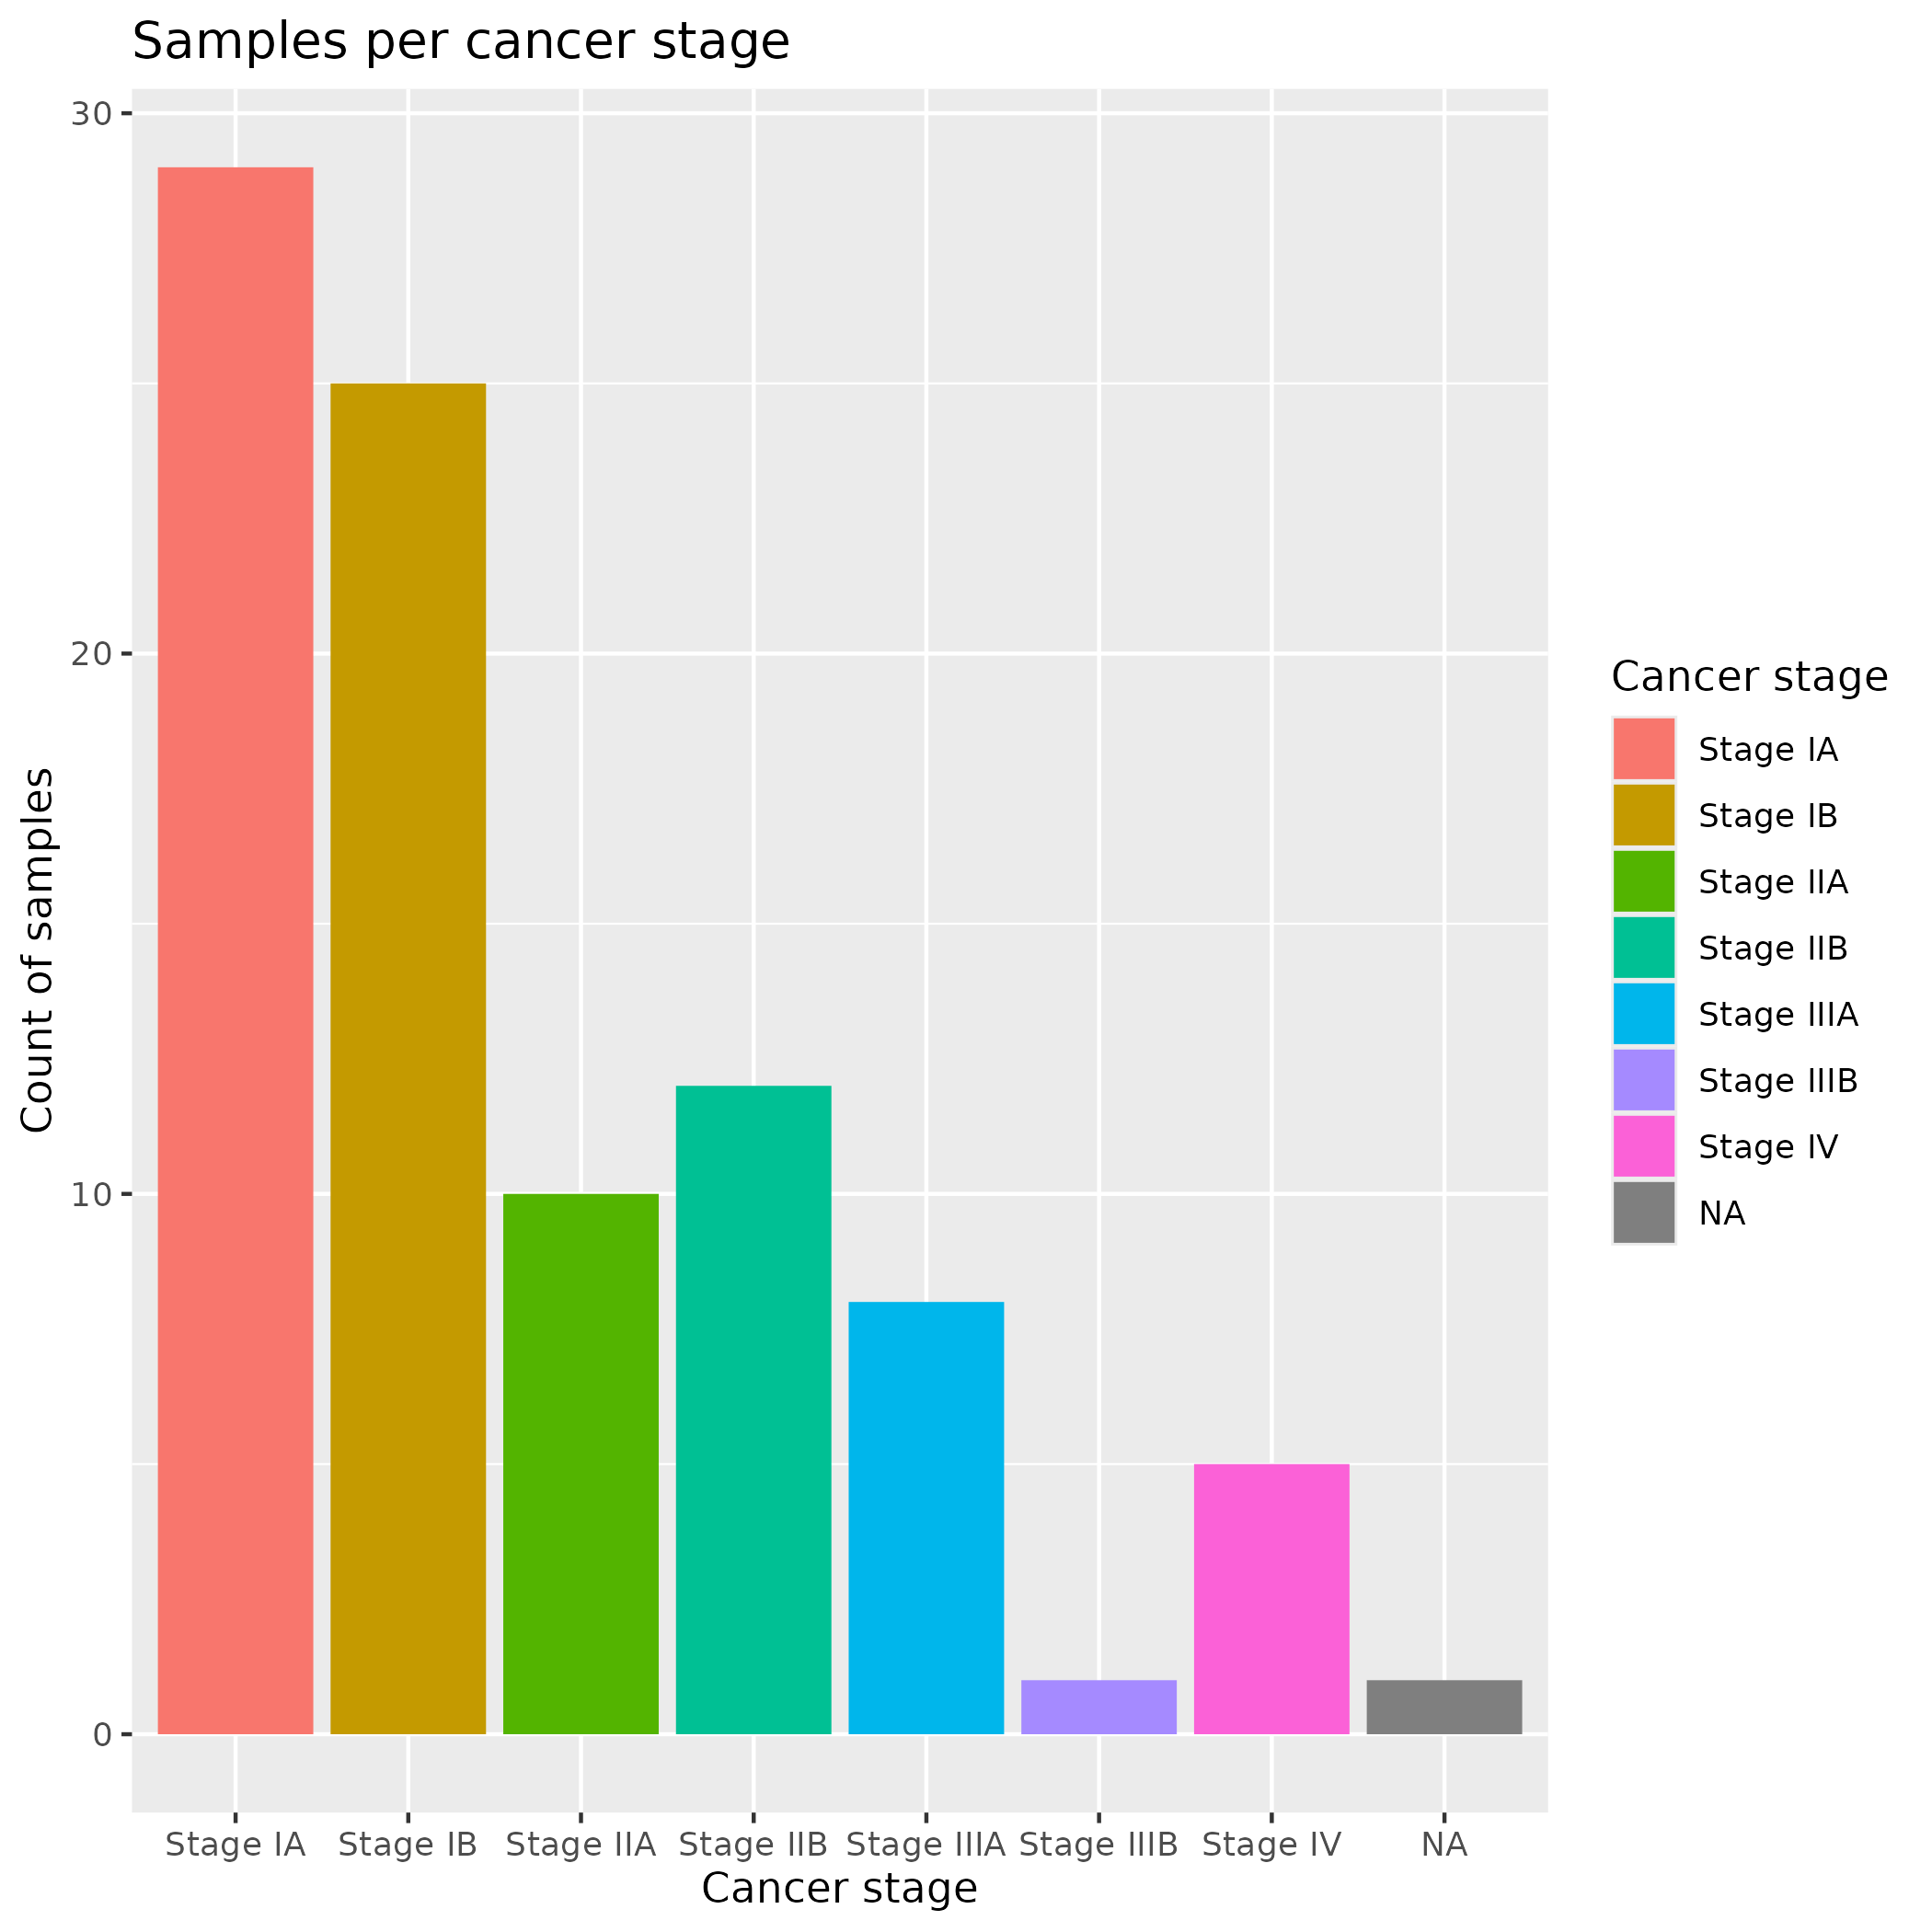 Samples per cancer stage
30
20
10
0
Count of samples
Stage IA
Stage IB
Stage IIA
Stage IIB
Stage IIIA
Stage IIIB
Stage IV
NA
Cancer stage
Cancer stage
Stage IA
Stage IB
Stage IIA
Stage IIB
Stage IIIA
Stage IIIB
Stage IV
NA